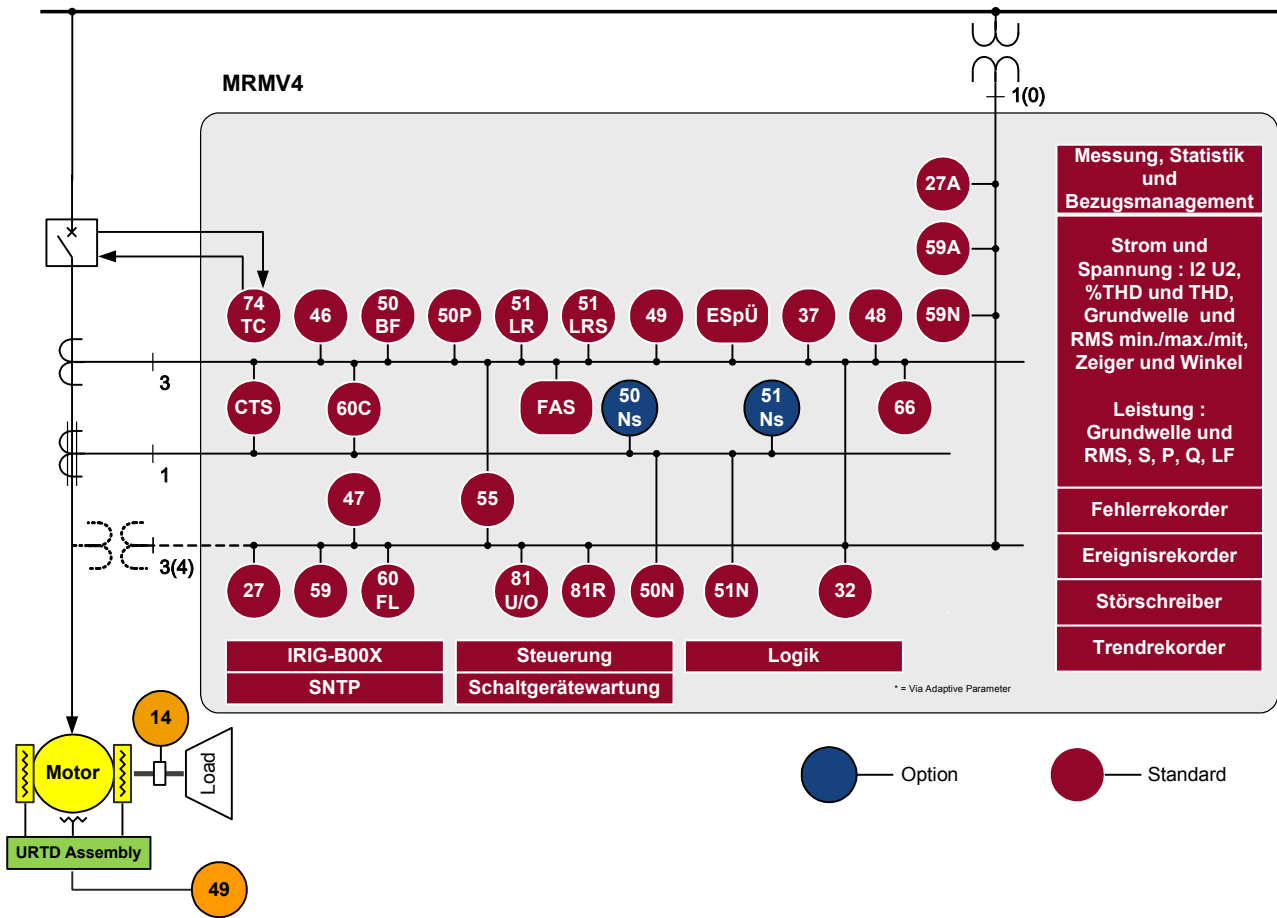 MRMV4
1(0)
27A
59A
59N
74
TC
46
50
BF
50P
51
LR
51
LRS
49
ESpÜ
37
48
3
CTS
60C
FAS
50
Ns
51
Ns
66
1
47
55
3(4)
27
59
60
FL
81
U/O
81R
50N
51N
32
IRIG-B00X
SNTP
Steuerung
Schaltgerätewartung
Logik
* = Via Adaptive Parameter
Messung, Statistik
und
Bezugsmanagement
Strom und
Spannung : I2 U2,
%THD und THD,
Grundwelle und
RMS min./max./mit,
Zeiger und Winkel
Leistung :
Grundwelle und
RMS, S, P, Q, LF
Fehlerrekorder
Ereignisrekorder
Störschreiber
Trendrekorder
14
Motor
Load
URTD Assembly
49
Option
Standard